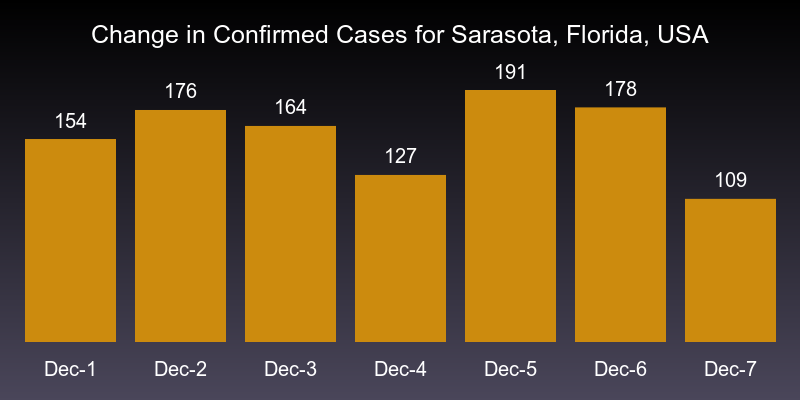 Change in Confirmed Cases for Sarasota, Florida, USA
154
176
164
127
191
178
109
Dec-1
Dec-2
Dec-3
Dec-4
Dec-5
Dec-6
Dec-7